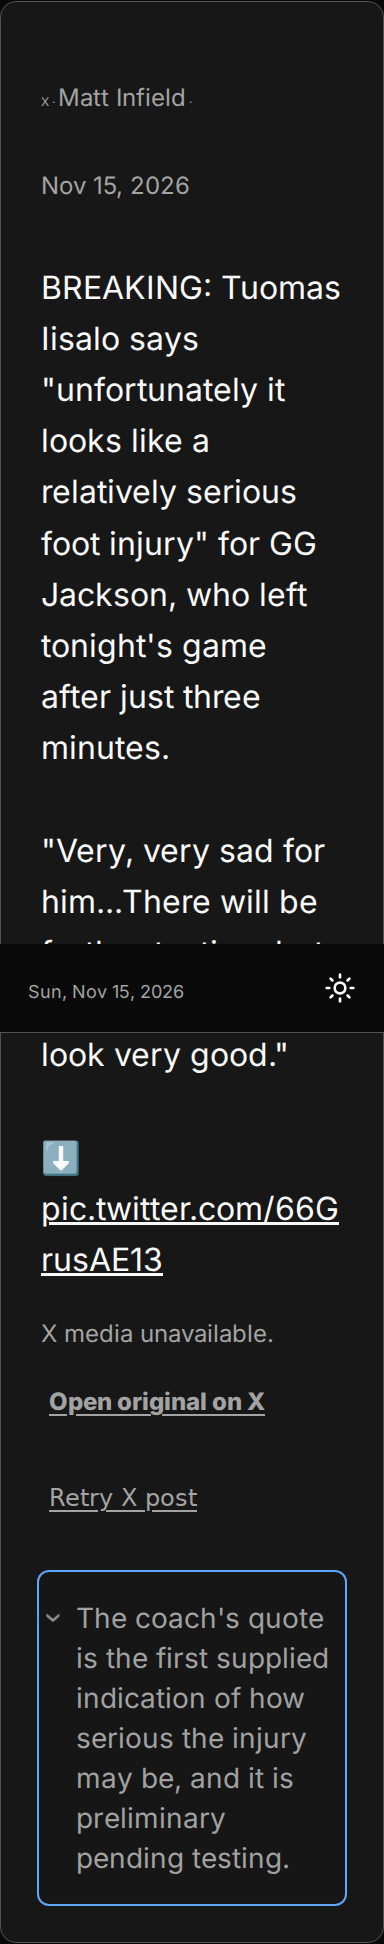 X · Matt Infield ·
Nov 15, 2026
BREAKING: Tuomas
Iisalo says
"unfortunately it
looks like a
relatively serious
foot injury" for GG
Jackson, who left
tonight's game
after just three
minutes.
"Very, very sad for
him...There will be
Sun, Nov 15, 2026
look very good."
⬇️
pic.twitter.com/66G
rusAE13
X media unavailable.
Open original on X
Retry X post
The coach's quote
is the first supplied
indication of how
serious the injury
may be, and it is
preliminary
pending testing.